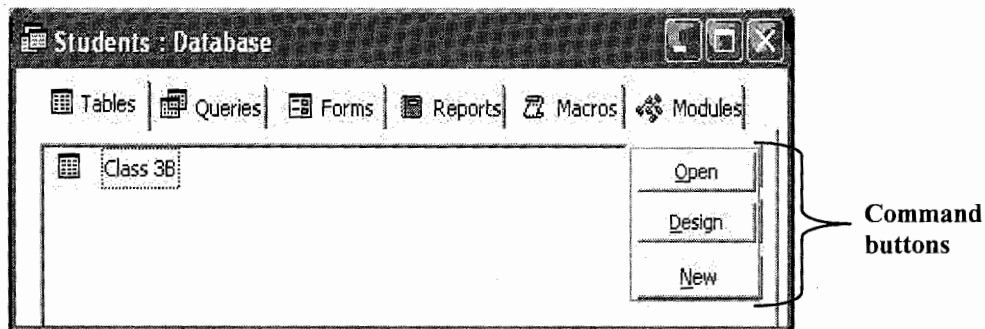 Students : Database
Tables Queries Forms Reports Macros Modules
Class 3B
Open
Design
New
Command
buttons